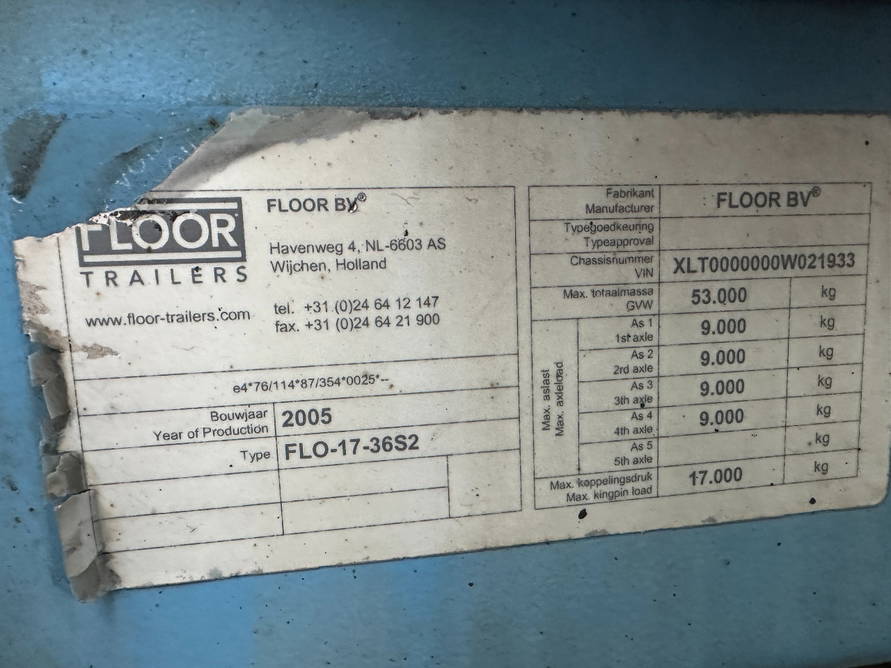 FLOOR
TRAILERS
www.floor-trailers.com
FLOOR BV®
Havenweg 4, NL-6603 AS
Wijchen, Holland
tel. +31 (0)24 64 12 147
fax. +31 (0)24 64 21 900
e4*76/114*87/354*0025*--
Bouwjaar
Year of Production 2005
Type FLO-17-36S2
Fabrikant
Manufacturer FLOOR BV®
Typegoedkeuring
Typeapproval
Chassisnummer
VIN XLT0000000W021933
Max. totaalmassa
GVW 53.000 kg
Max. aslast
Max. axleload
As 1
1st axle 9.000 kg
As 2
2rd axle 9.000 kg
As 3
3th axle 9.000 kg
As 4
4th axle 9.000 kg
As 5
5th axle kg
Max. koppelingsdruk
Max. kingpin load 17.000 kg